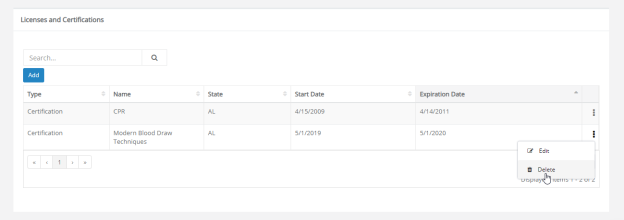 Licenses and Certifications
Search...
Add
Type Name State Start Date Expiration Date
Certification CPR AL 4/15/2009 4/14/2011
Certification Modern Blood Draw Techniques AL 5/1/2019 5/1/2020
Edit
« ‹ 1 › »
Delete
items 1 - 2 of 2